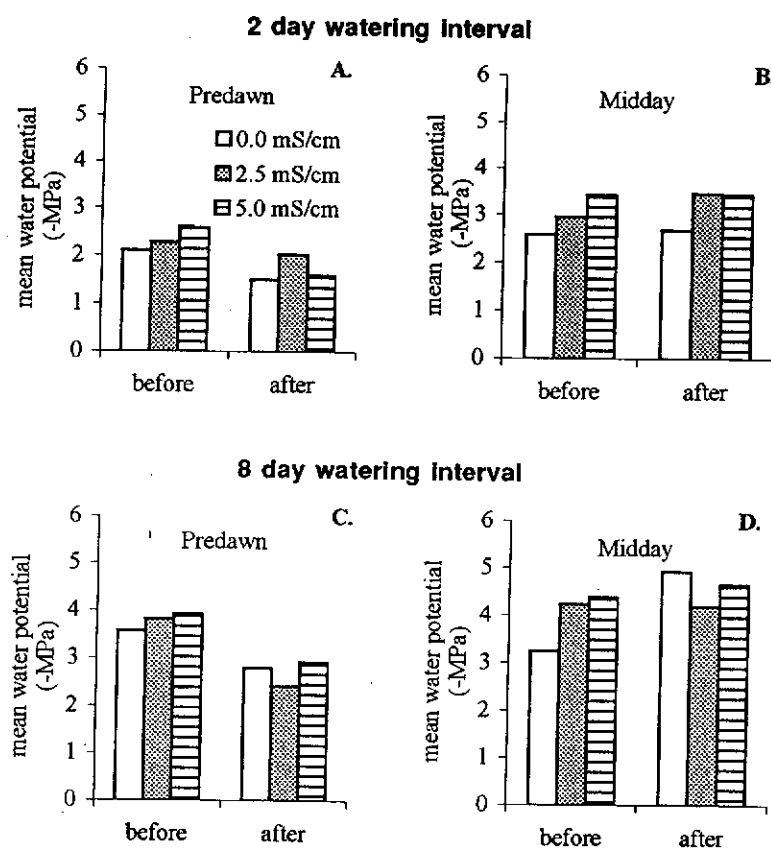 2 day watering interval
A.
Predawn
0.0 mS/cm
2.5 mS/cm
5.0 mS/cm
mean water potential
(-MPa)
6
5
4
3
2
1
0
before after
B.
Midday
mean water potential
(-MPa)
6
5
4
3
2
1
0
before after
8 day watering interval
C.
Predawn
mean water potential
(-MPa)
6
5
4
3
2
1
0
before after
D.
Midday
mean water potential
(-MPa)
6
5
4
3
2
1
0
before after